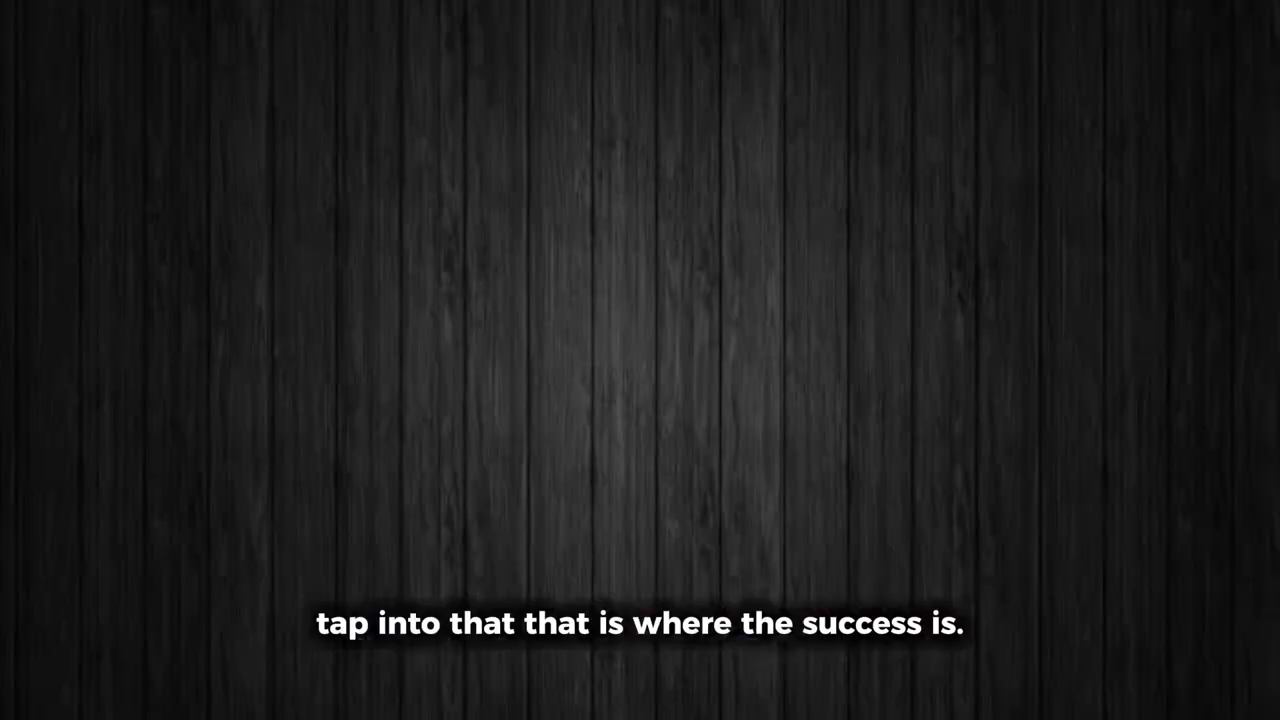 tap into that that is where the success is.